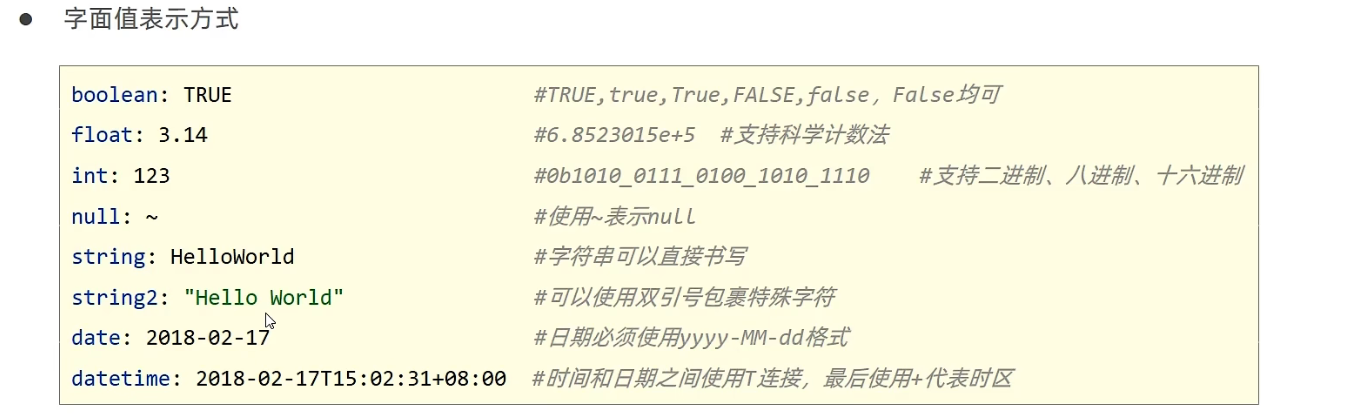 ● 字面值表示方式
boolean: TRUE #TRUE,true,True,FALSE,false，False均可
float: 3.14 #6.8523015e+5 #支持科学计数法
int: 123 #0b1010_0111_0100_1010_1110 #支持二进制、八进制、十六进制
null: ~ #使用~表示null
string: HelloWorld #字符串可以直接书写
string2: "Hello World" #可以使用双引号包裹特殊字符
date: 2018-02-17 #日期必须使用yyyy-MM-dd格式
datetime: 2018-02-17T15:02:31+08:00 #时间和日期之间使用T连接，最后使用+代表时区